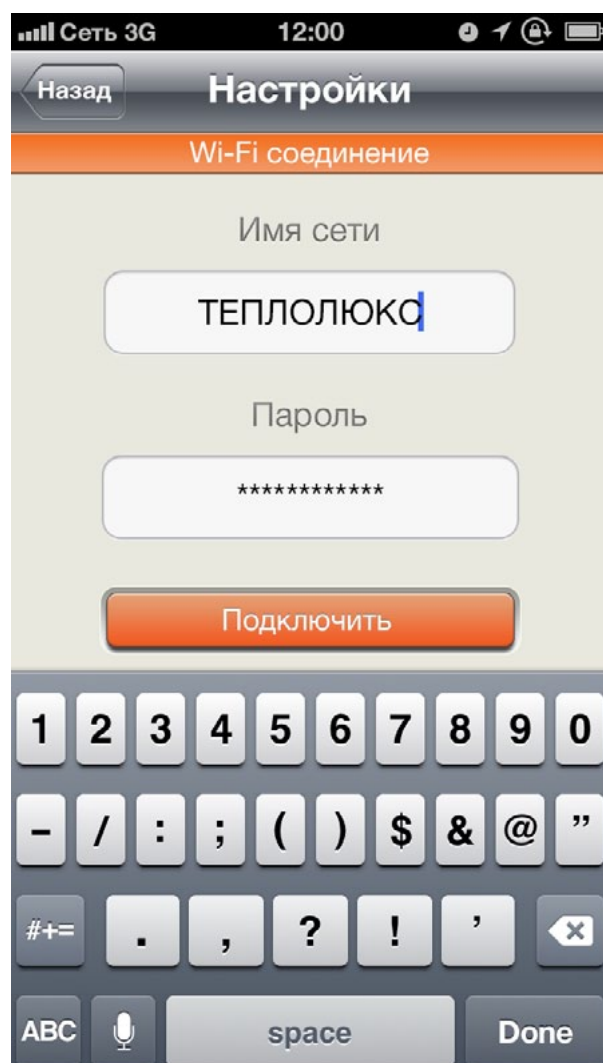 Сеть 3G 12:00
Назад Настройки
Wi-Fi соединение
Имя сети
ТЕПЛОЛЮКС
Пароль
************
Подключить
1 2 3 4 5 6 7 8 9 0
- / : ; ( ) $ & @ ”
#+= . , ? ! ’
ABC space Done